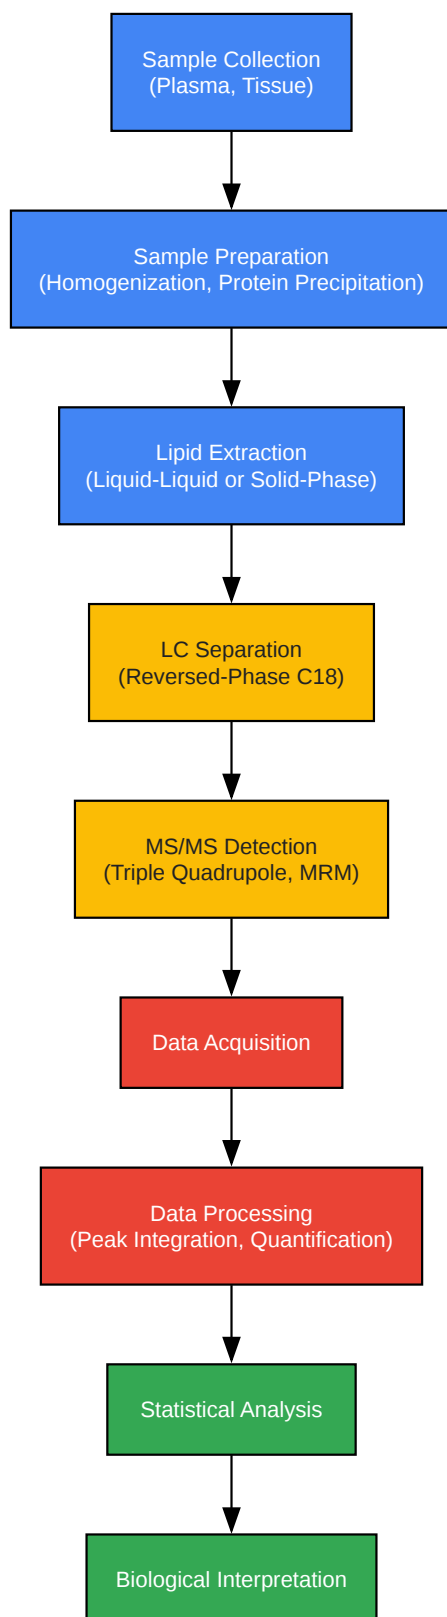 Sample Collection
(Plasma, Tissue)
Sample Preparation
(Homogenization, Protein Precipitation)
Lipid Extraction
(Liquid-Liquid or Solid-Phase)
LC Separation
(Reversed-Phase C18)
MS/MS Detection
(Triple Quadrupole, MRM)
Data Acquisition
Data Processing
(Peak Integration, Quantification)
Statistical Analysis
Biological Interpretation